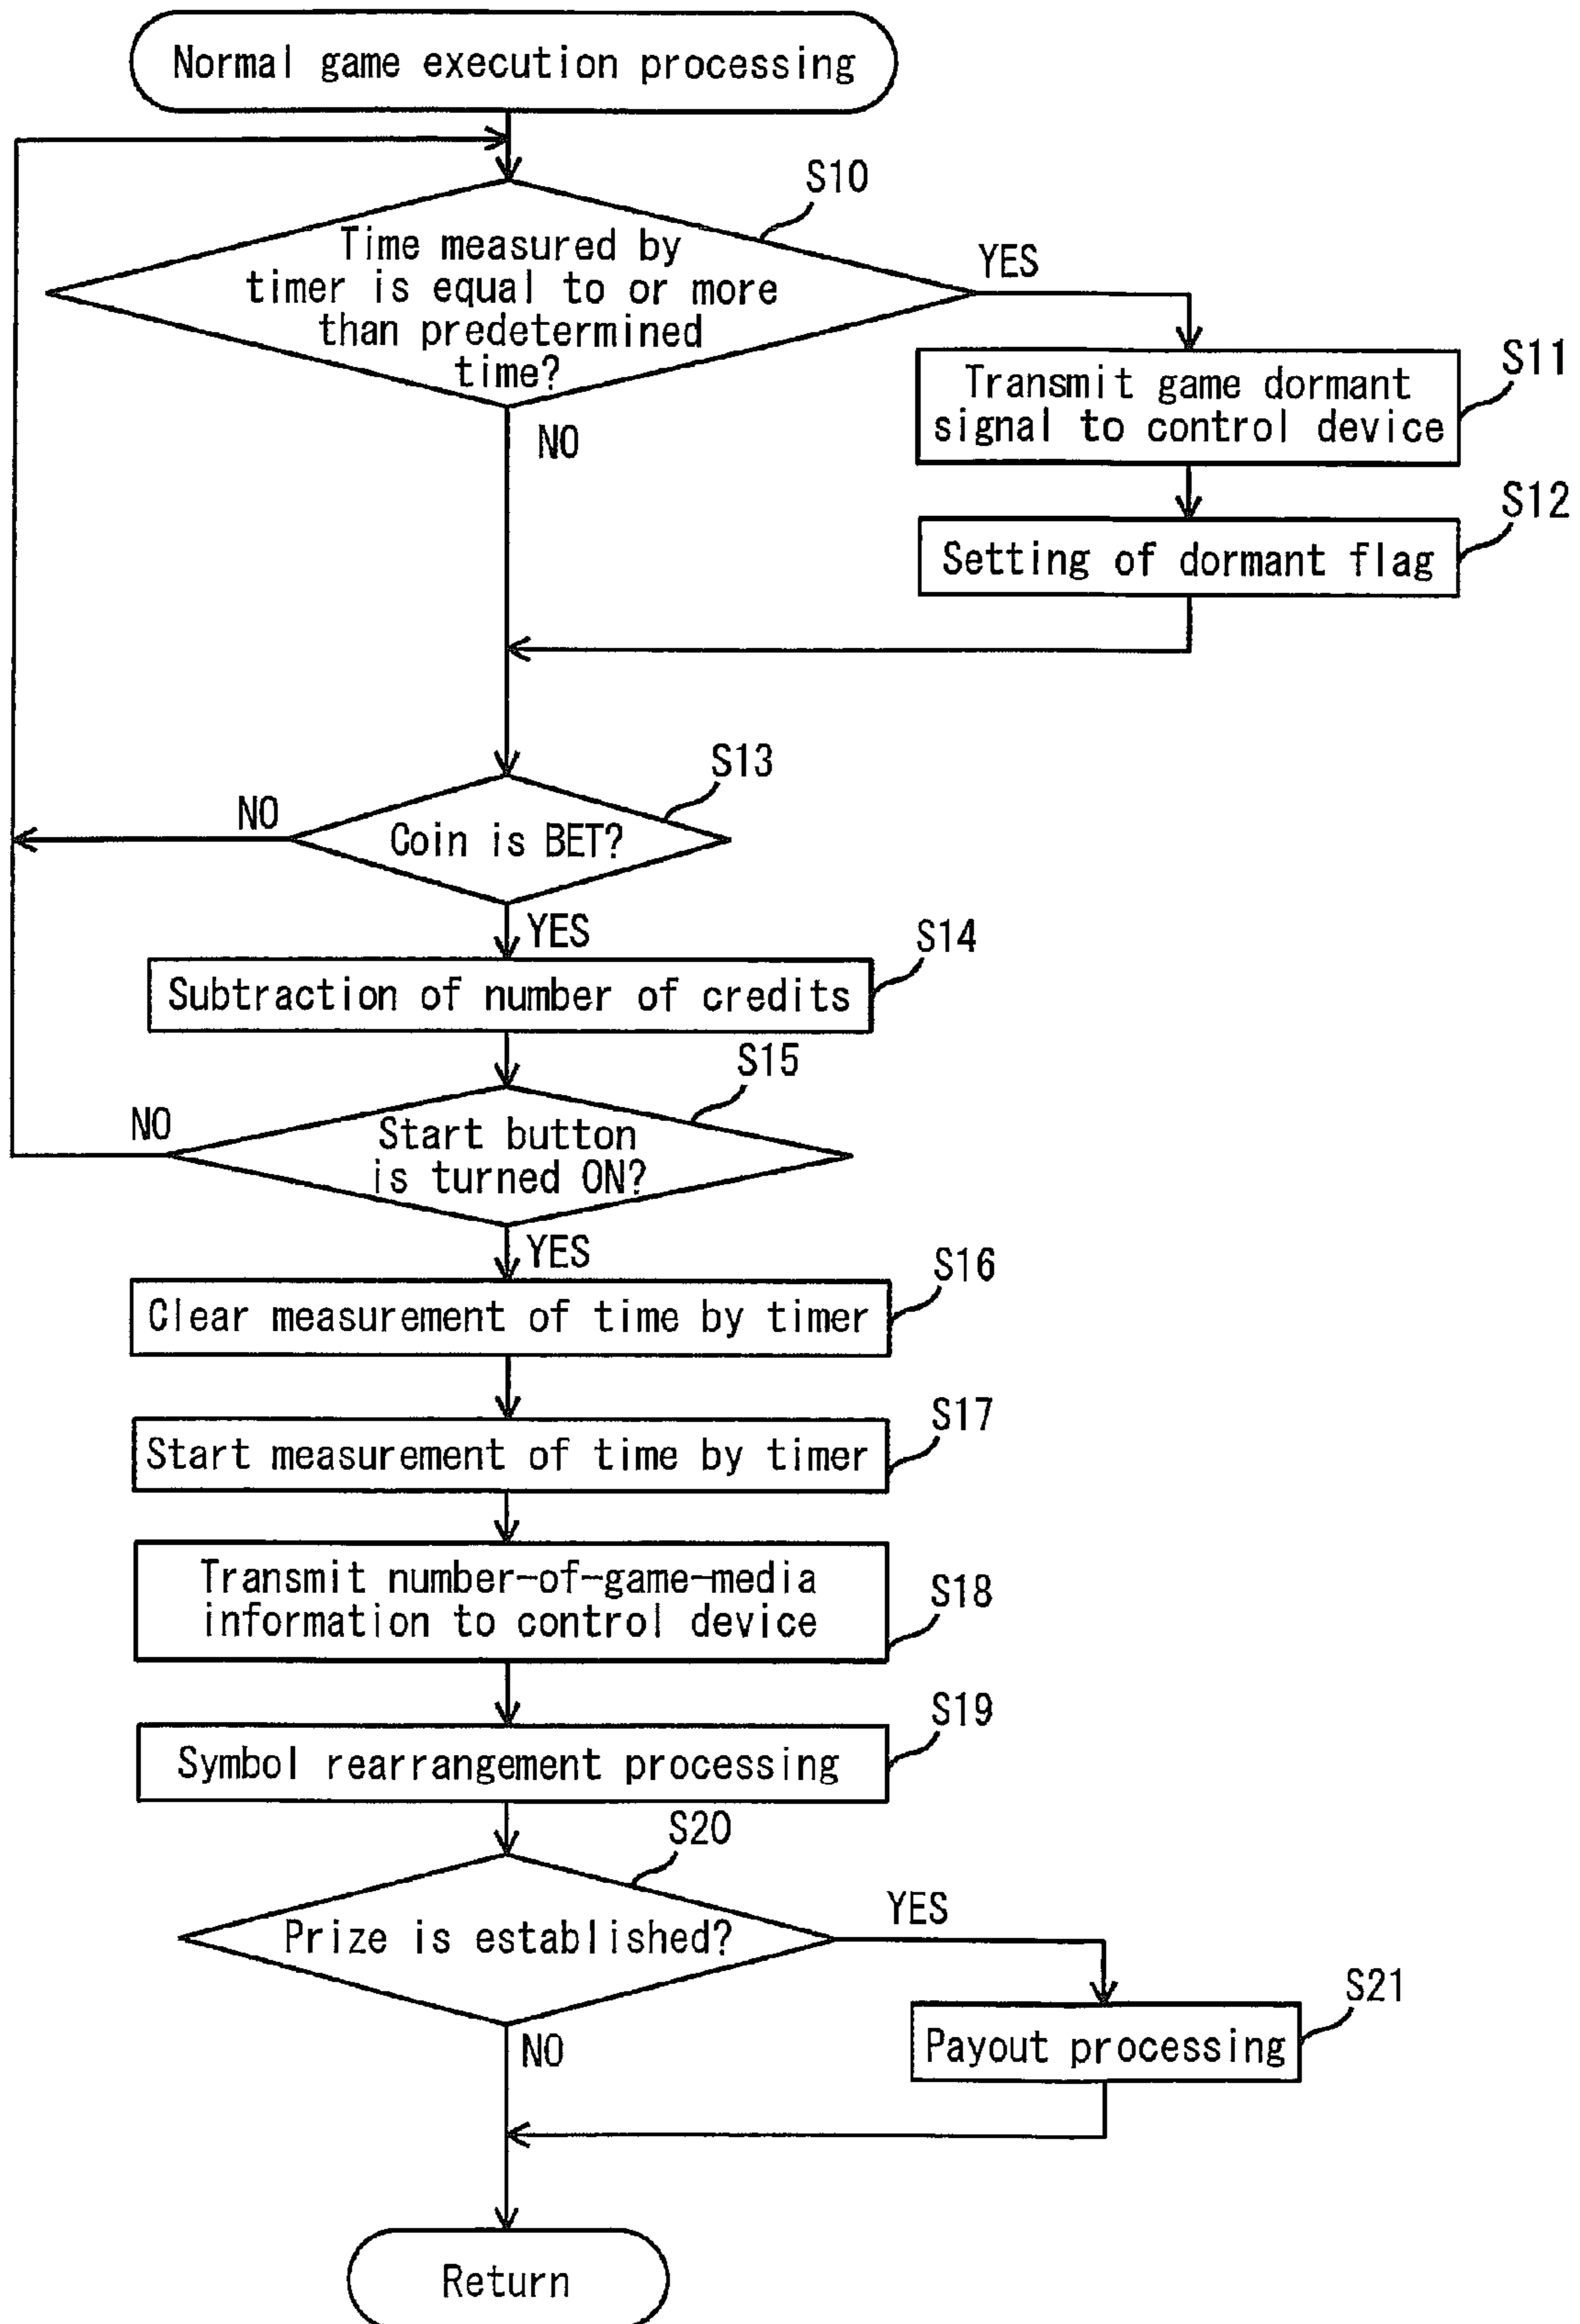 Normal game execution processing
S10
Time measured by
timer is equal to or more
than predetermined
time?
YES
NO
S11
Transmit game dormant
signal to control device
S12
Setting of dormant flag
S13
Coin is BET?
NO
YES
S14
Subtraction of number of credits
S15
Start button
is turned ON?
NO
YES
S16
Clear measurement of time by timer
S17
Start measurement of time by timer
S18
Transmit number-of-game-media
information to control device
S19
Symbol rearrangement processing
S20
Prize is established?
YES
NO
S21
Payout processing
Return